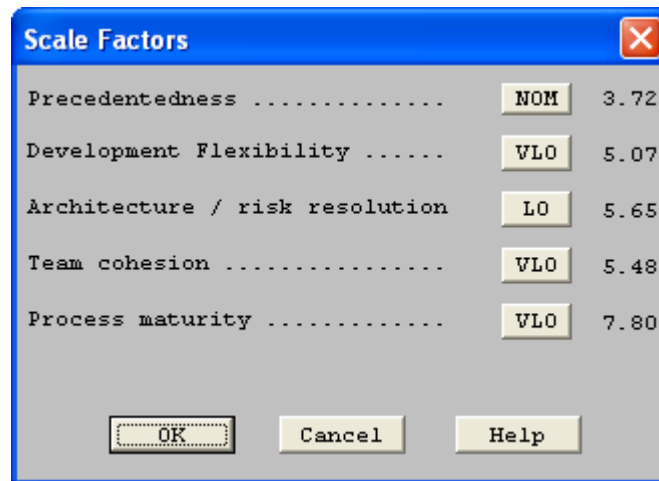 Scale Factors
Precedentedness .............. NOM 3.72
Development Flexibility ...... VLO 5.07
Architecture / risk resolution LO 5.65
Team cohesion ................ VLO 5.48
Process maturity ............. VLO 7.80
OK Cancel Help